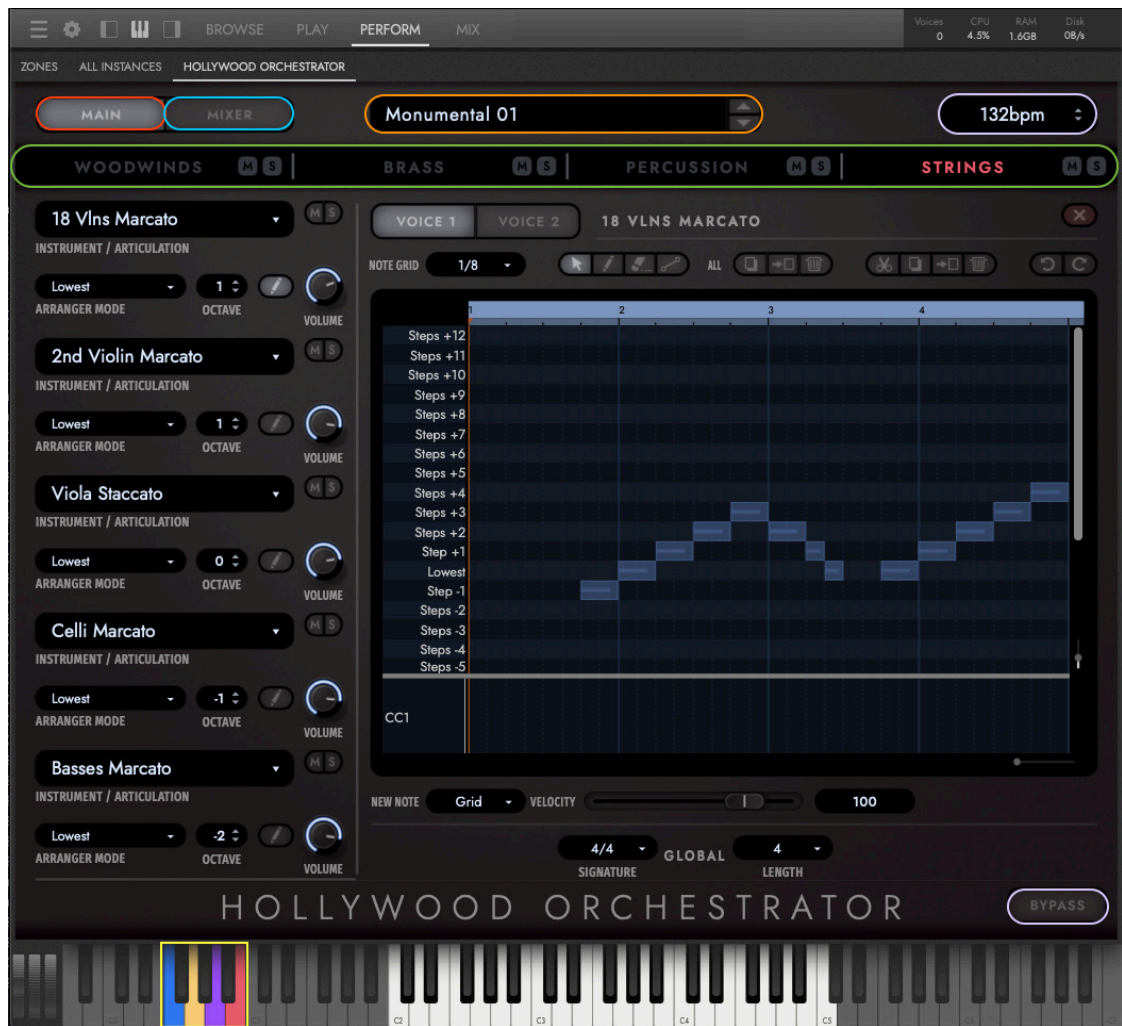 BROWSE PLAY PERFORM MIX
Voices CPU RAM Disk
0 4.5% 1.6GB 0B/s
ZONES ALL INSTANCES HOLLYWOOD ORCHESTRATOR
MAIN MIXER Monumental 01 132bpm
WOODWINDS M S BRASS M S PERCUSSION M S STRINGS M S
18 Vlns Marcato M S
INSTRUMENT / ARTICULATION
Lowest 1
ARRANGER MODE OCTAVE VOLUME
2nd Violin Marcato M S
INSTRUMENT / ARTICULATION
Lowest 1
ARRANGER MODE OCTAVE VOLUME
Viola Staccato M S
INSTRUMENT / ARTICULATION
Lowest 0
ARRANGER MODE OCTAVE VOLUME
Celli Marcato M S
INSTRUMENT / ARTICULATION
Lowest -1
ARRANGER MODE OCTAVE VOLUME
Basses Marcato M S
INSTRUMENT / ARTICULATION
Lowest -2
ARRANGER MODE OCTAVE VOLUME
VOICE 1 VOICE 2 18 VLNS MARCATO
NOTE GRID 1/8 ALL
1 2 3 4
Steps +12
Steps +11
Steps +10
Steps +9
Steps +8
Steps +7
Steps +6
Steps +5
Steps +4
Steps +3
Steps +2
Step +1
Lowest
Step -1
Steps -2
Steps -3
Steps -4
Steps -5
CC1
NEW NOTE Grid VELOCITY 100
4/4 GLOBAL 4
SIGNATURE LENGTH
HOLLYWOOD ORCHESTRATOR BYPASS
C2 C3 C4 C5